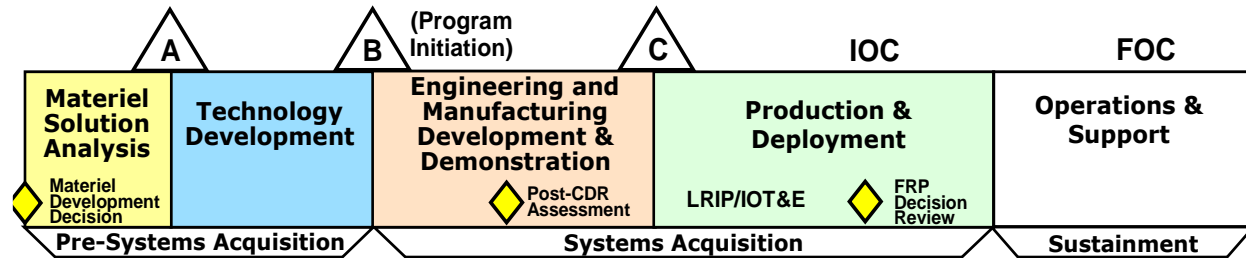 A
B
(Program
Initiation)
C
IOC
FOC
Materiel
Solution
Analysis
Technology
Development
Engineering and
Manufacturing
Development &
Demonstration
Production &
Deployment
Operations &
Support
Materiel
Development
Decision
Post-CDR
Assessment
LRIP/IOT&E
FRP
Decision
Review
Pre-Systems Acquisition
Systems Acquisition
Sustainment